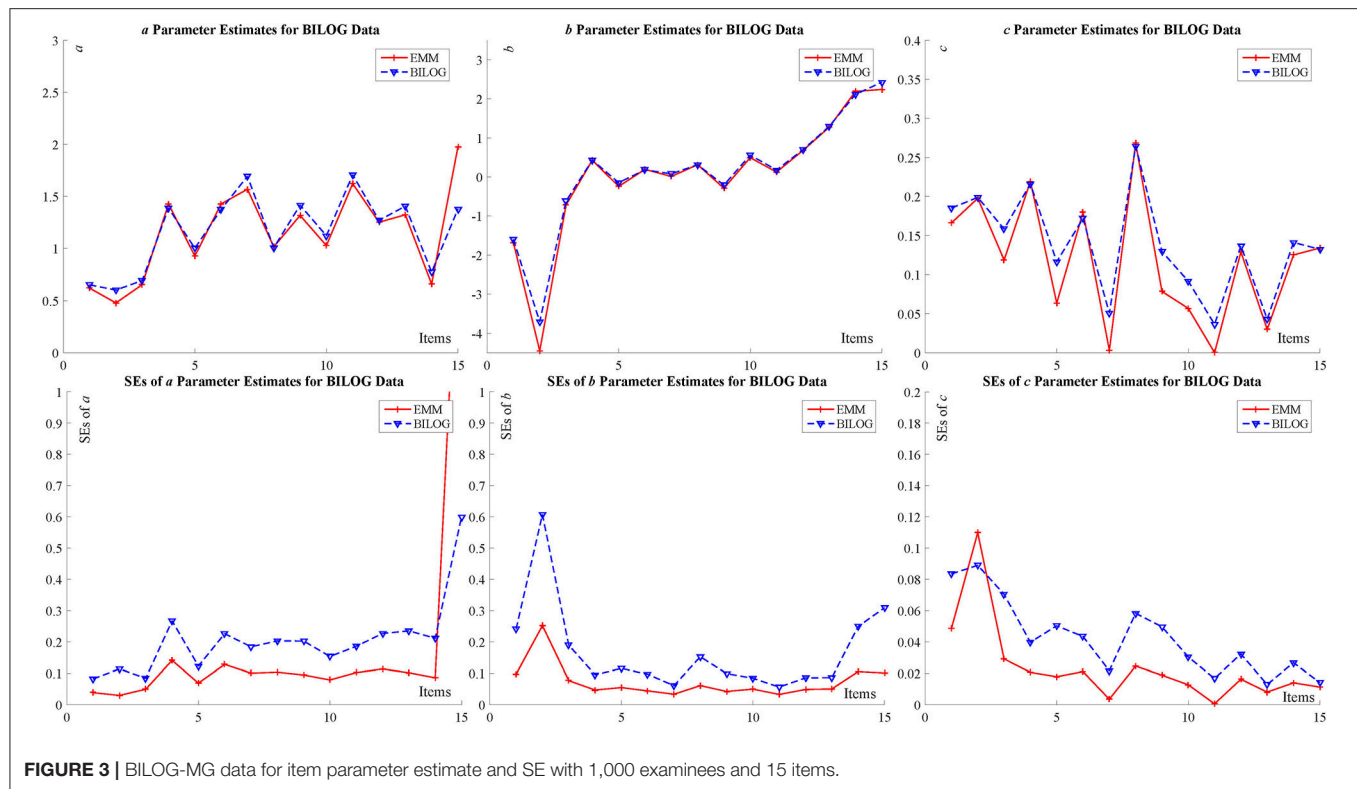 a Parameter Estimates for BILOG Data
a
3
2.5
2
1.5
1
0.5
0
5
10
15
Items
EMM
BILOG
b Parameter Estimates for BILOG Data
b
3
2
1
0
-1
-2
-3
-4
5
10
15
Items
EMM
BILOG
c Parameter Estimates for BILOG Data
c
0.4
0.35
0.3
0.25
0.2
0.15
0.1
0.05
0
5
10
15
Items
EMM
BILOG
SEs of a Parameter Estimates for BILOG Data
SEs of a
1
0.9
0.8
0.7
0.6
0.5
0.4
0.3
0.2
0.1
0
0
5
10
15
Items
EMM
BILOG
SEs of b Parameter Estimates for BILOG Data
SEs of b
1
0.9
0.8
0.7
0.6
0.5
0.4
0.3
0.2
0.1
0
0
5
10
15
Items
EMM
BILOG
SEs of c Parameter Estimates for BILOG Data
SEs of c
0.2
0.18
0.16
0.14
0.12
0.1
0.08
0.06
0.04
0.02
0
0
5
10
15
Items
EMM
BILOG
FIGURE 3 | BILOG-MG data for item parameter estimate and SE with 1,000 examinees and 15 items.